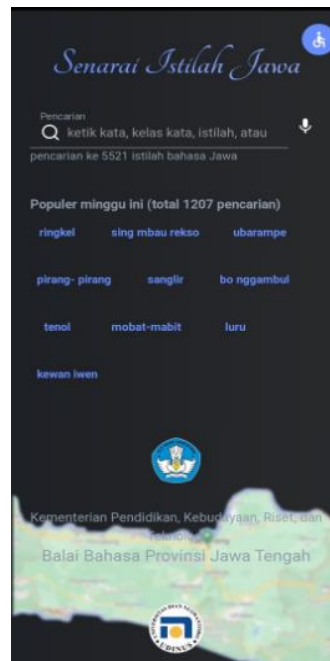 Senarai Istilah Jawa
Pencarian
ketik kata, kelas kata, istilah, atau
pencarian ke 5521 istilah bahasa Jawa
Populer minggu ini (total 1207 pencarian)
ringkel sing mbau rekso ubarampe
pirang- pirang sanglir bo nggambul
tenol mobat-mabit luru
kewan iwen
Kementerian Pendidikan, Kebudayaan, Riset, dan
Balai Bahasa Provinsi Jawa Tengah
UDINUS